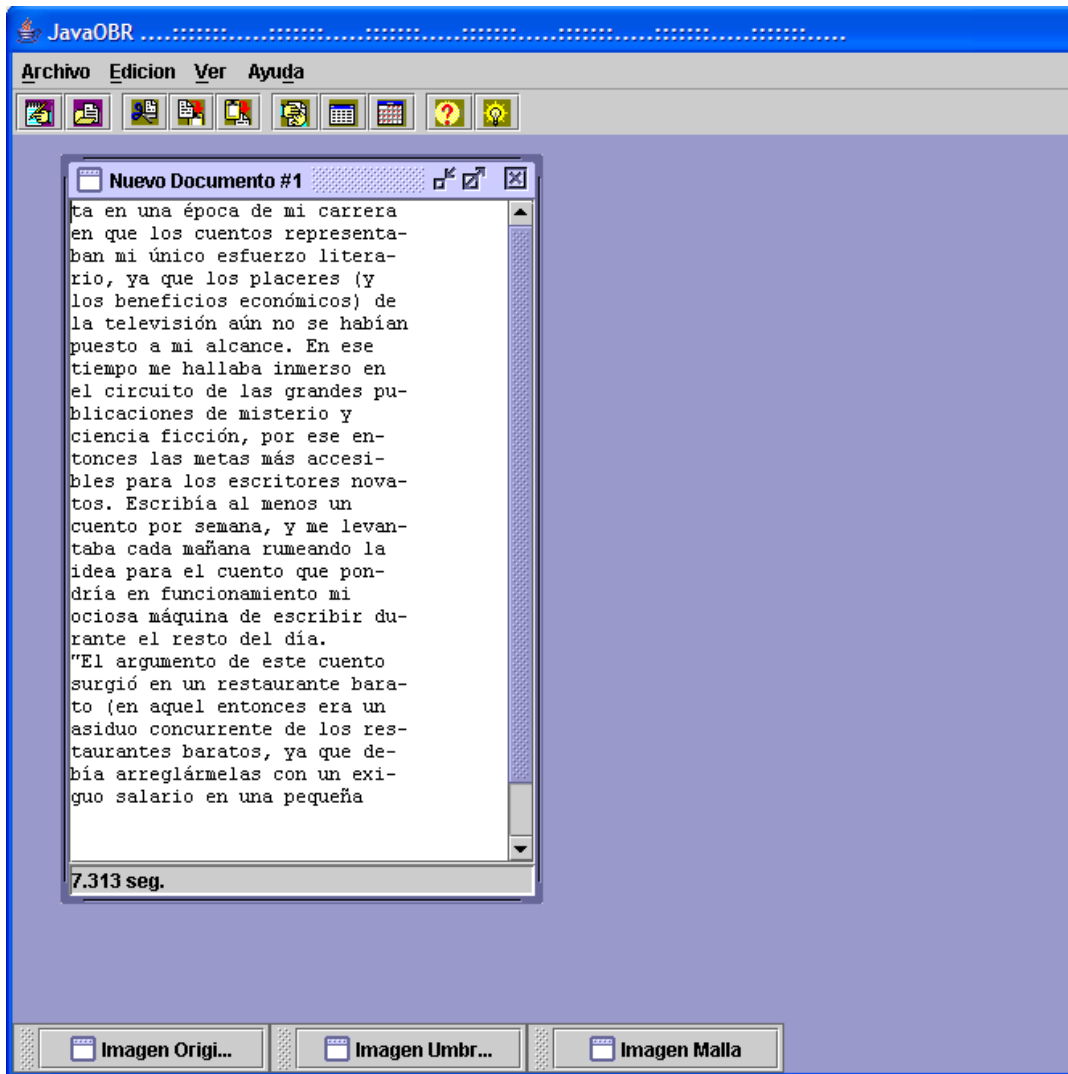 JavaOBR ....:::::::.....:::::::.....:::::::.....:::::::.....:::::::.....:::::::.....:::::::.....
Archivo Edicion Ver Ayuda
Nuevo Documento #1
ta en una época de mi carrera
en que los cuentos representa-
ban mi único esfuerzo litera-
rio, ya que los placeres (y
los beneficios económicos) de
la televisión aún no se habían
puesto a mi alcance. En ese
tiempo me hallaba inmerso en
el circuito de las grandes pu-
blicaciones de misterio y
ciencia ficción, por ese en-
tonces las metas más accesi-
bles para los escritores nova-
tos. Escribía al menos un
cuento por semana, y me levan-
taba cada mañana rumeando la
idea para el cuento que pon-
dría en funcionamiento mi
ociosa máquina de escribir du-
rante el resto del día.
"El argumento de este cuento
surgió en un restaurante bara-
to (en aquel entonces era un
asiduo concurrente de los res-
taurantes baratos, ya que de-
bía arreglármelas con un exi-
guo salario en una pequeña
7.313 seg.
Imagen Origi... Imagen Umbr... Imagen Malla